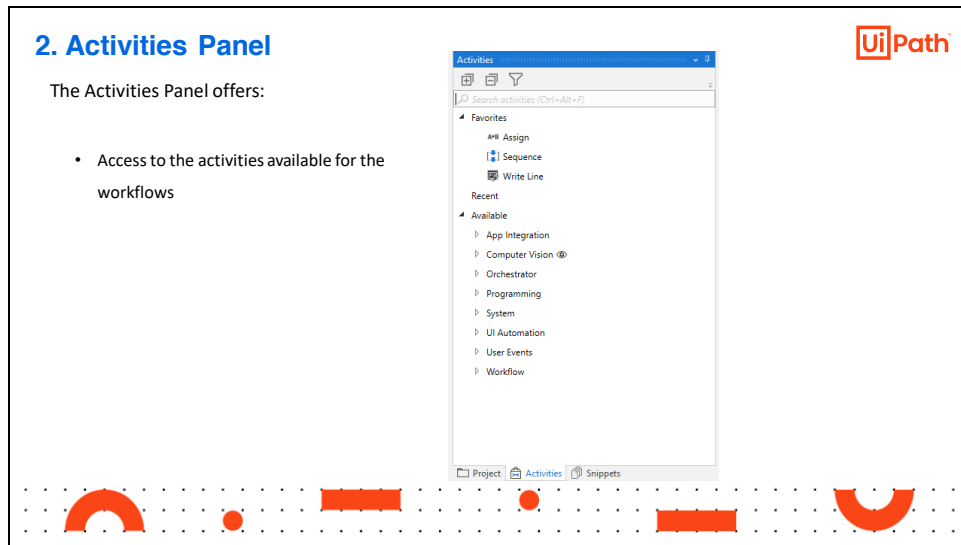 2. Activities Panel
UiPath
The Activities Panel offers:
• Access to the activities available for the
workflows
Activities
Search activities (Ctrl+Alt+F)
Favorites
A+B Assign
Sequence
Write Line
Recent
Available
App Integration
Computer Vision
Orchestrator
Programming
System
UI Automation
User Events
Workflow
Project Activities Snippets